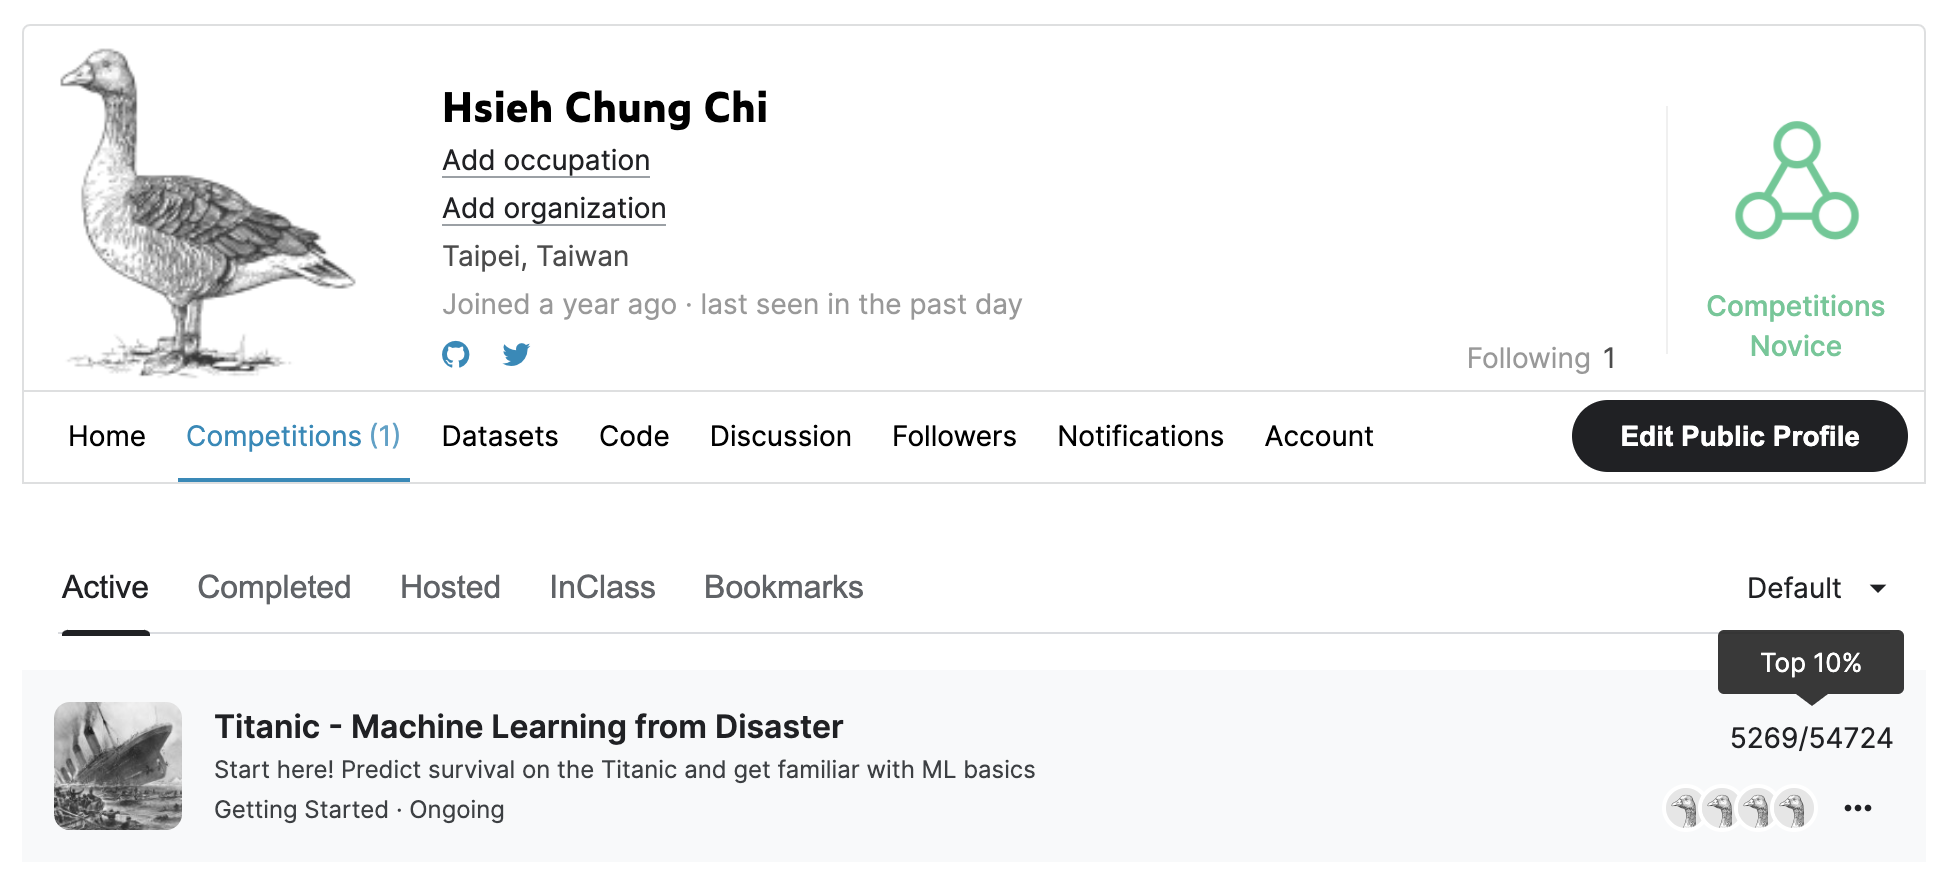 Hsieh Chung Chi
Add occupation
Add organization
Taipei, Taiwan
Joined a year ago · last seen in the past day
Following 1
Competitions
Novice
Home Competitions (1) Datasets Code Discussion Followers Notifications Account Edit Public Profile
Active Completed Hosted InClass Bookmarks Default
Top 10%
Titanic - Machine Learning from Disaster
5269/54724
Start here! Predict survival on the Titanic and get familiar with ML basics
Getting Started · Ongoing